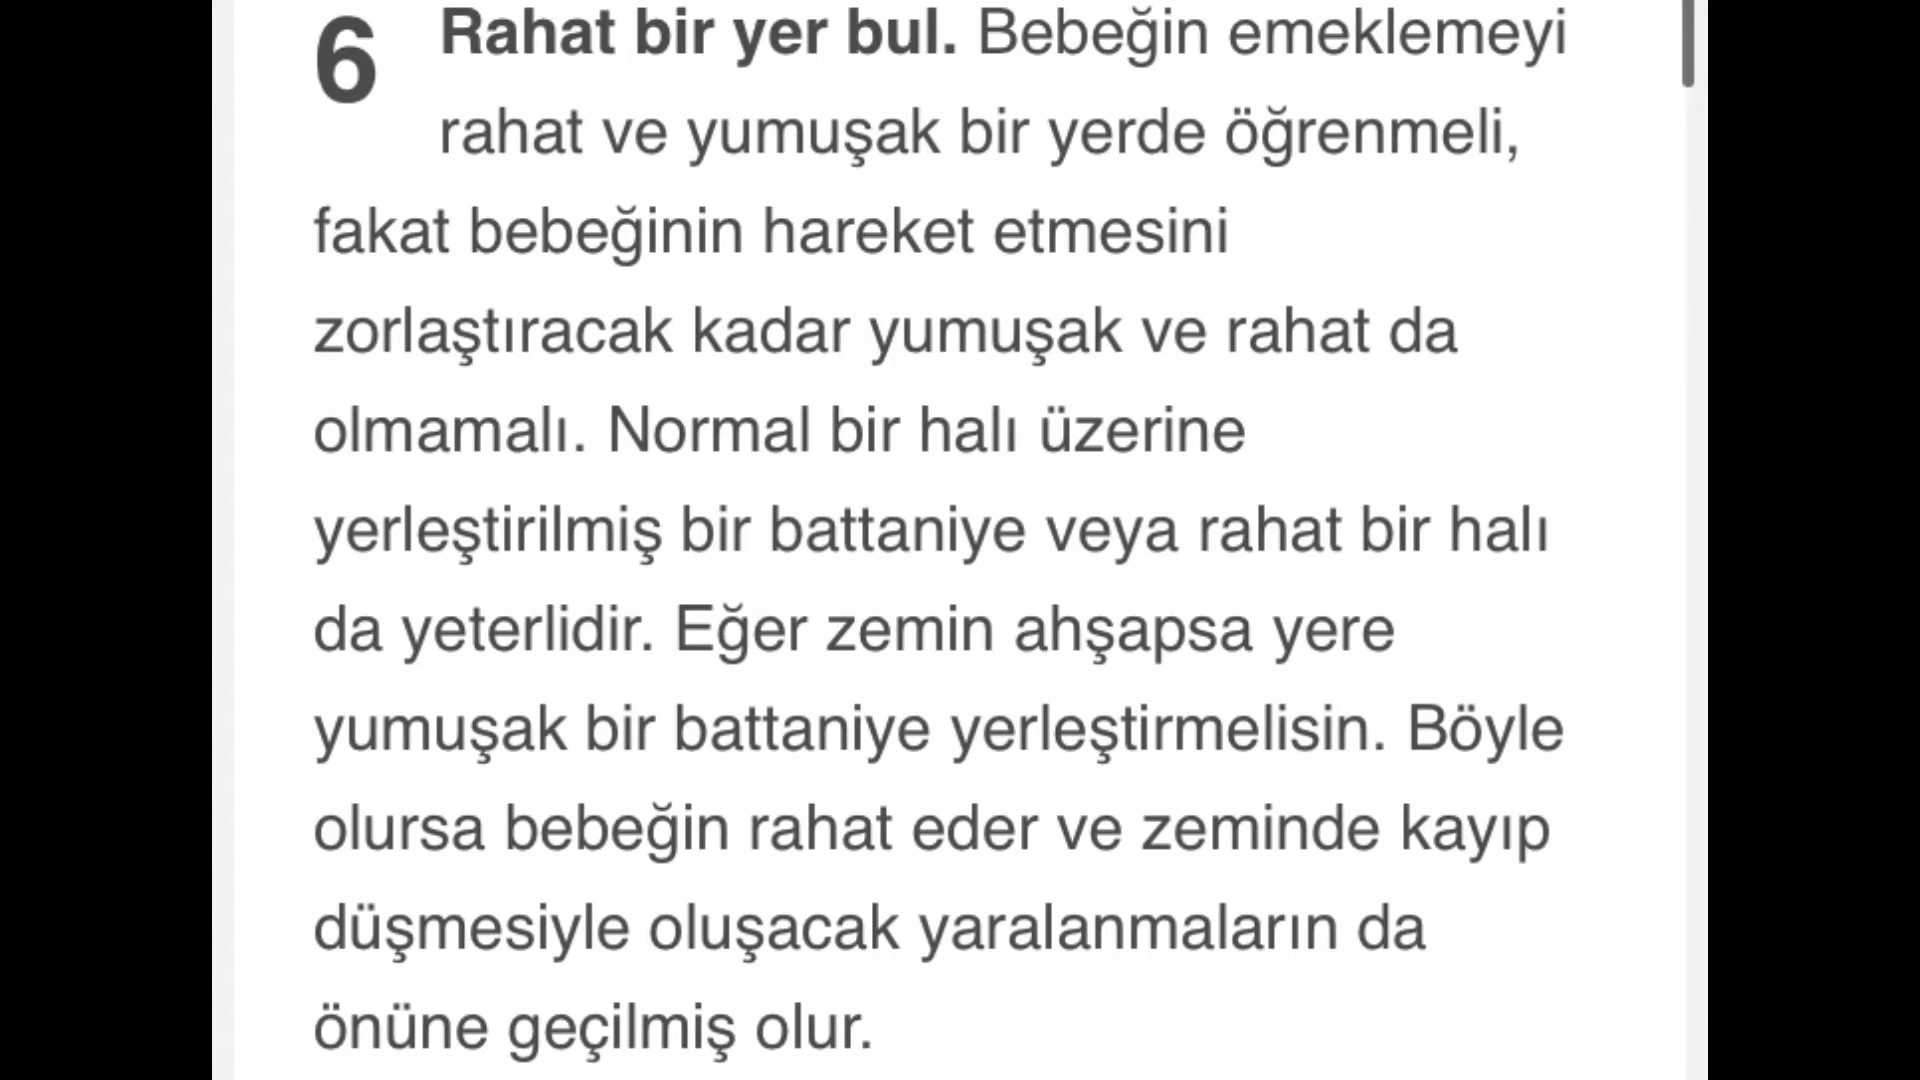 6 Rahat bir yer bul. Bebeğin emeklemeyi
rahat ve yumuşak bir yerde öğrenmeli,
fakat bebeğinin hareket etmesini
zorlaştıracak kadar yumuşak ve rahat da
olmamalı. Normal bir halı üzerine
yerleştirilmiş bir battaniye veya rahat bir halı
da yeterlidir. Eğer zemin ahşapsa yere
yumuşak bir battaniye yerleştirmelisin. Böyle
olursa bebeğin rahat eder ve zeminde kayıp
düşmesiyle oluşacak yaralanmaların da
önüne geçilmiş olur.